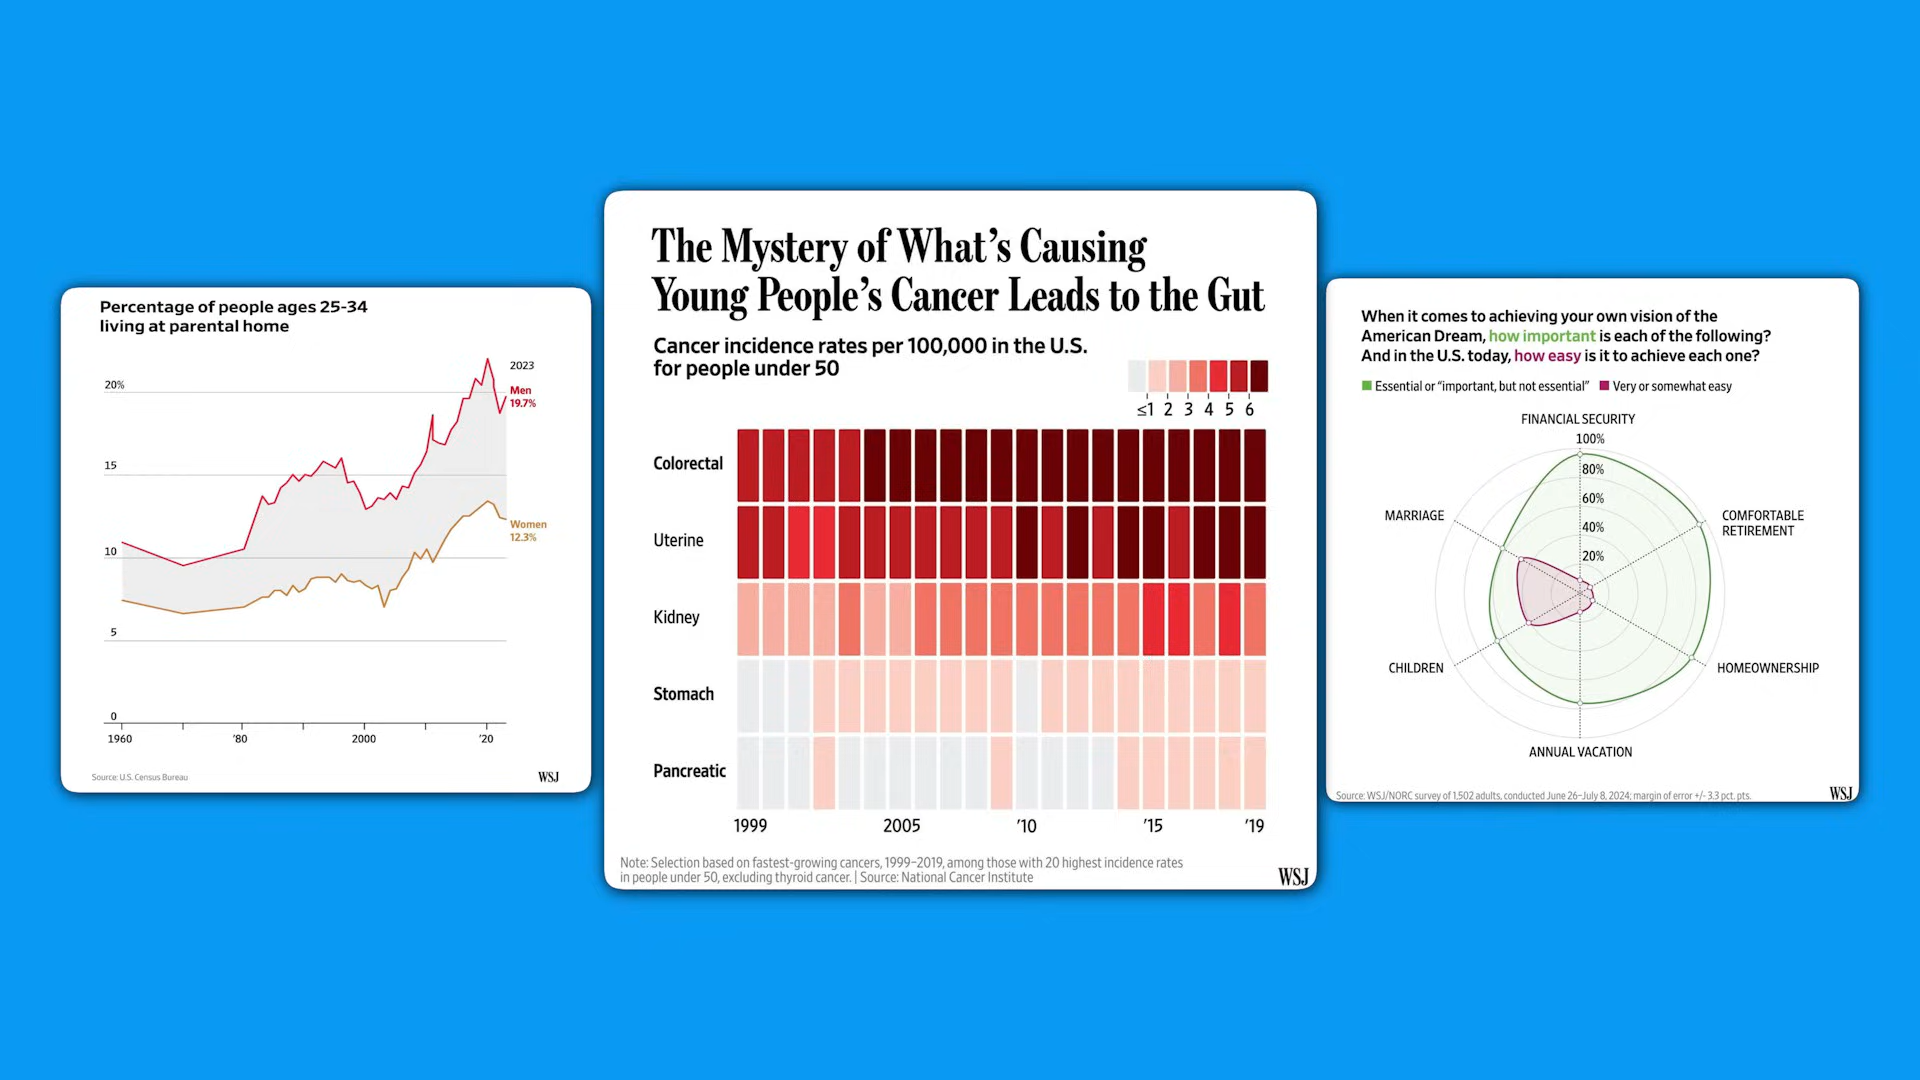 Percentage of people ages 25-34
living at parental home
2023
Men
19.7%
Women
12.3%
20%
15
10
5
0
1960
'80
2000
'20
Source: U.S. Census Bureau
WSJ
The Mystery of What's Causing
Young People's Cancer Leads to the Gut
Cancer incidence rates per 100,000 in the U.S.
for people under 50
≤1 2 3 4 5 6
Colorectal
Uterine
Kidney
Stomach
Pancreatic
1999 2005 '10 '15 '19
Note: Selection based on fastest-growing cancers, 1999–2019, among those with 20 highest incidence rates
in people under 50, excluding thyroid cancer. | Source: National Cancer Institute
WSJ
When it comes to achieving your own vision of the
American Dream, how important is each of the following?
And in the U.S. today, how easy is it to achieve each one?
Essential or "important, but not essential" Very or somewhat easy
FINANCIAL SECURITY
100%
80%
60%
40%
20%
MARRIAGE
COMFORTABLE
RETIREMENT
CHILDREN
HOMEOWNERSHIP
ANNUAL VACATION
Source: WSJ/NORC survey of 1,502 adults, conducted June 26–July 8, 2024; margin of error +/- 3.3 pct. pts.
WSJ